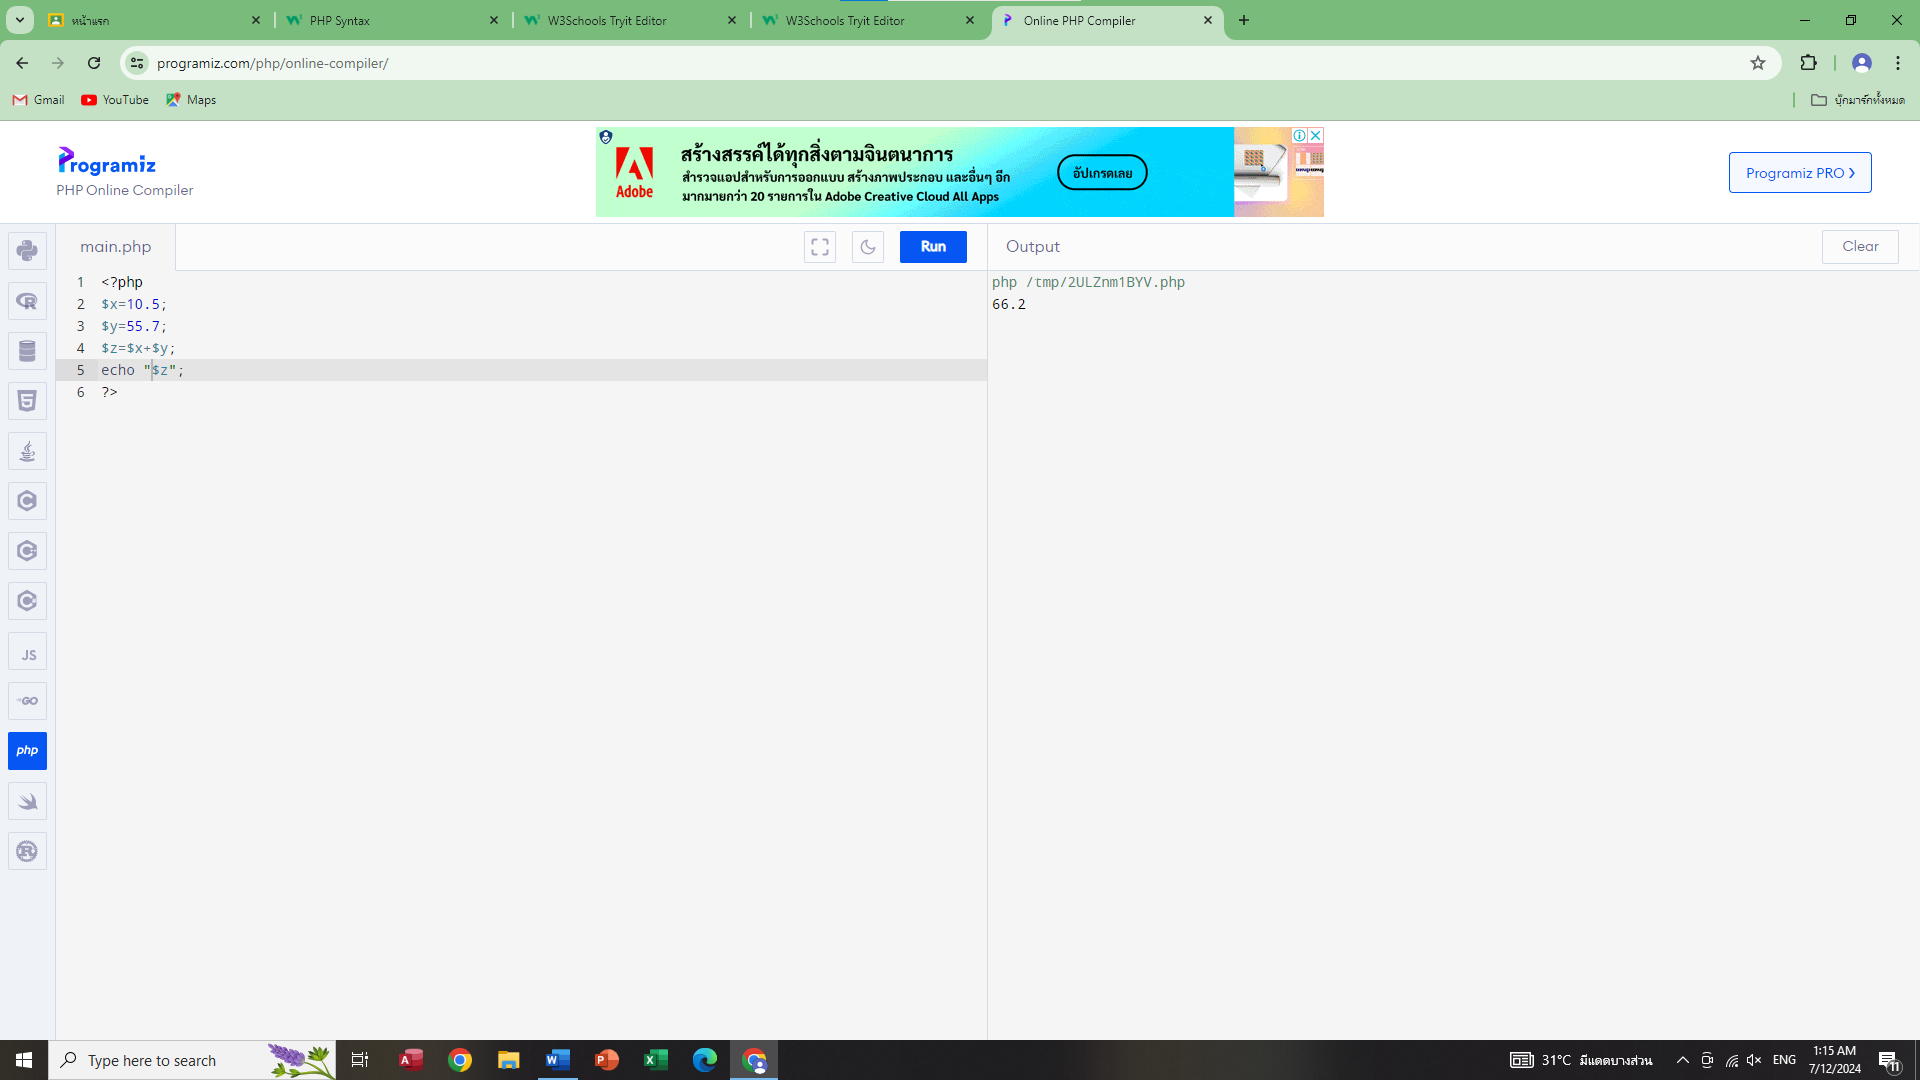 หน้าแรก
PHP Syntax
W3Schools Tryit Editor
W3Schools Tryit Editor
Online PHP Compiler
programiz.com/php/online-compiler/
Gmail
YouTube
Maps
บุ๊กมาร์กทั้งหมด
Programiz
PHP Online Compiler
Adobe
สร้างสรรค์ได้ทุกสิ่งตามจินตนาการ
สำรวจแอปสำหรับการออกแบบ สร้างภาพประกอบ และอื่นๆ อีก
มากมายกว่า 20 รายการใน Adobe Creative Cloud All Apps
อัปเกรดเลย
Programiz PRO ❯
main.php
Run
Output
Clear
1 <?php
2 $x=10.5;
3 $y=55.7;
4 $z=$x+$y;
5 echo "$z";
6 ?>
php /tmp/2ULZnm1BYV.php
66.2
JS
GO
php
Type here to search
31°C มีแดดบางส่วน
ENG
1:15 AM
7/12/2024
11